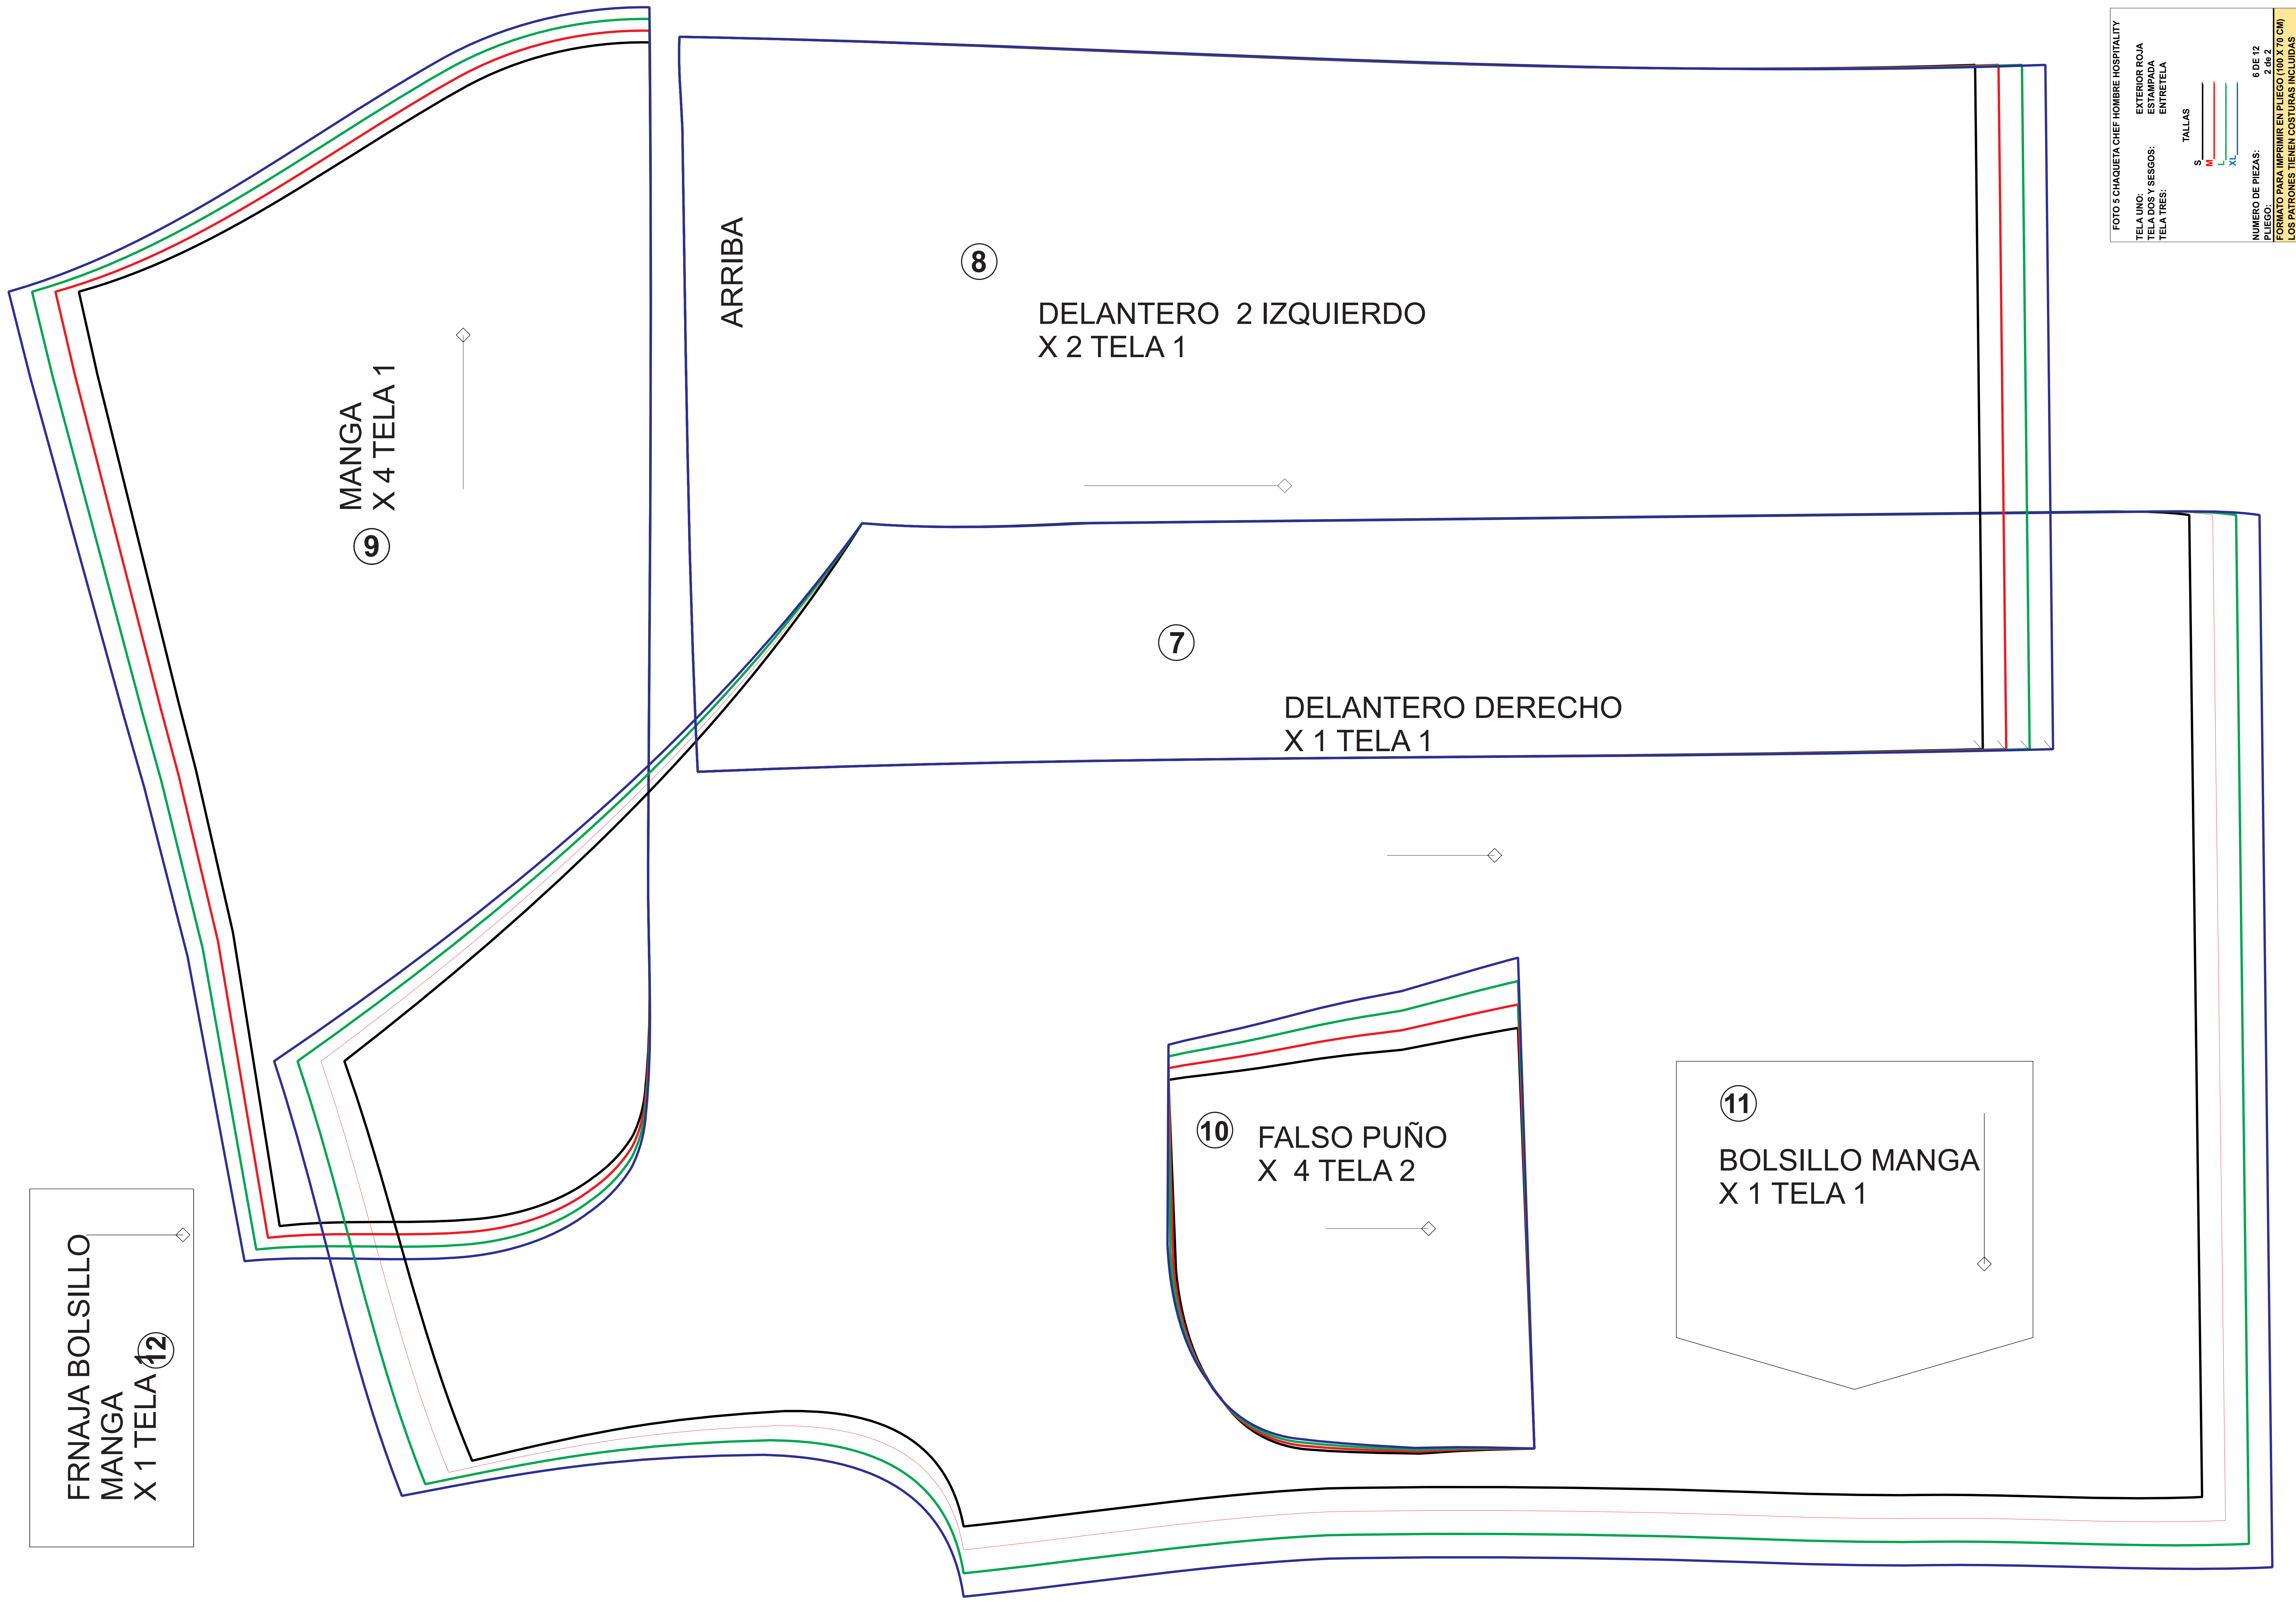 MANGA
X 4 TELA 1
9
ARRIBA
8
DELANTERO 2 IZQUIERDO
X 2 TELA 1
7
DELANTERO DERECHO
X 1 TELA 1
10
FALSO PUÑO
X 4 TELA 2
11
BOLSILLO MANGA
X 1 TELA 1
FRNAJA BOLSILLO
MANGA
X 1 TELA 1
12
FOTO 5 CHAQUETA CHEF HOMBRE HOSPITALITY
TELA UNO: EXTERIOR ROJA
TELA DOS Y SESGOS: ESTAMPADA
TELA TRES: ENTRETELA
TALLAS
S
M
L
XL
NUMERO DE PIEZAS: 6 DE 12
PLIEGO: 2 de 2
FORMATO PARA IMPRIMIR EN PLIEGO (100 X 70 CM)
LOS PATRONES TIENEN COSTURAS INCLUIDAS